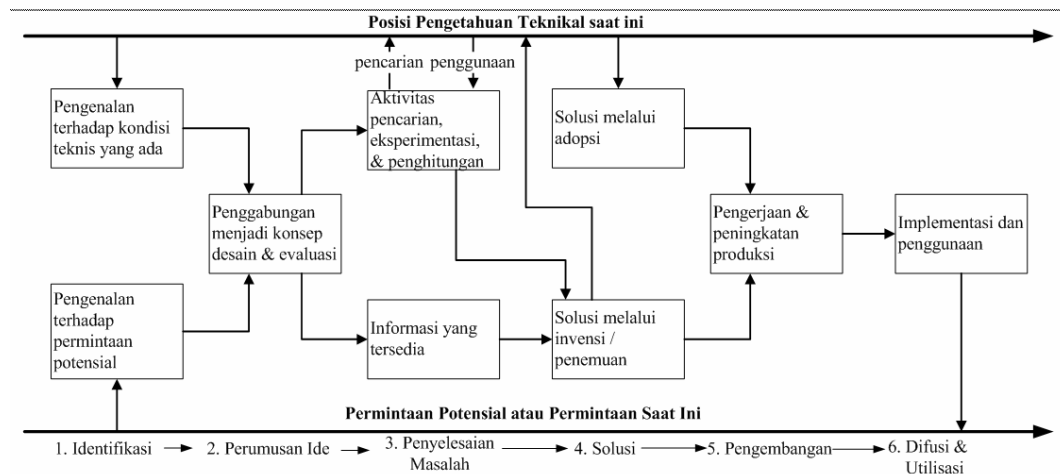 Posisi Pengetahuan Teknikal saat ini
pencarian
penggunaan
Pengenalan
terhadap kondisi
teknis yang ada
Aktivitas
pencarian,
eksperimentasi,
& penghitungan
Solusi melalui
adopsi
Penggabungan
menjadi konsep
desain & evaluasi
Pengerjaan &
peningkatan
produksi
Implementasi dan
penggunaan
Pengenalan
terhadap
permintaan
potensial
Informasi yang
tersedia
Solusi melalui
invensi /
penemuan
Permintaan Potensial atau Permintaan Saat Ini
1. Identifikasi
2. Perumusan Ide
3. Penyelesaian
Masalah
4. Solusi
5. Pengembangan
6. Difusi &
Utilisasi